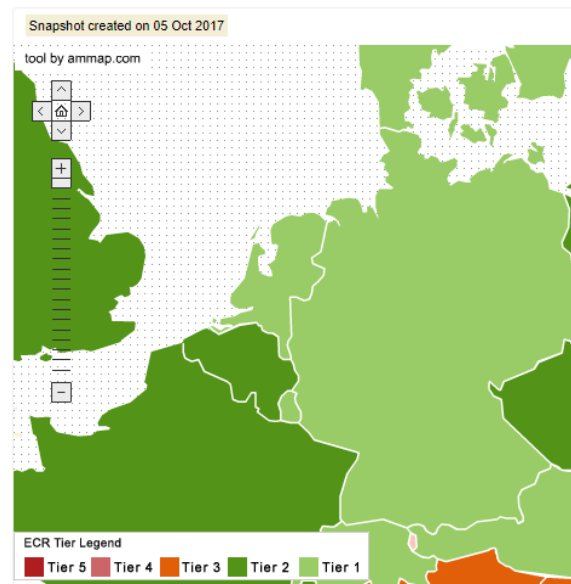 Snapshot created on 05 Oct 2017
tool by ammap.com
ECR Tier Legend
Tier 5 Tier 4 Tier 3 Tier 2 Tier 1